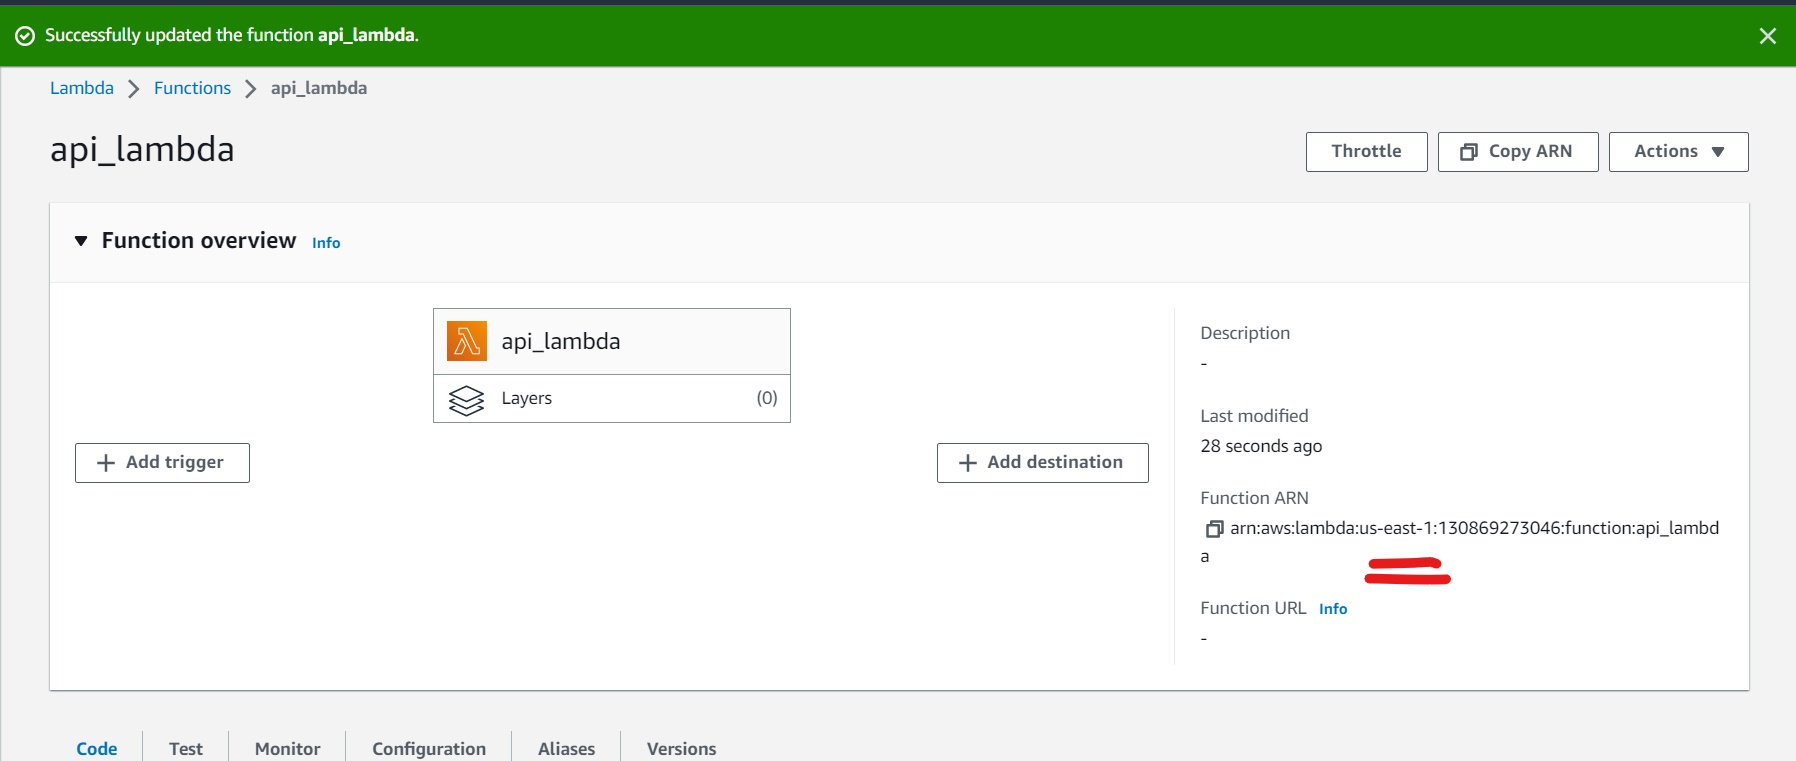 Successfully updated the function api_lambda.
Lambda > Functions > api_lambda
api_lambda
Throttle Copy ARN Actions
Function overview Info
api_lambda
Layers (0)
Add trigger
Add destination
Description
-
Last modified
28 seconds ago
Function ARN
arn:aws:lambda:us-east-1:130869273046:function:api_lambd
a
Function URL Info
-
Code Test Monitor Configuration Aliases Versions